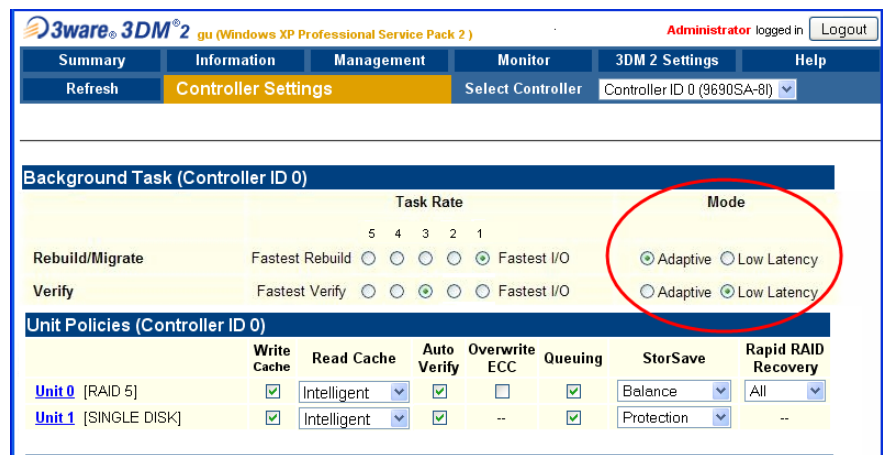 3ware® 3DM®2 gu (Windows XP Professional Service Pack 2 ) Administrator logged in Logout
Summary Information Management Monitor 3DM 2 Settings Help
Refresh Controller Settings Select Controller Controller ID 0 (9690SA-8I)
Background Task (Controller ID 0)
Task Rate Mode
5 4 3 2 1
Rebuild/Migrate Fastest Rebuild Fastest I/O Adaptive Low Latency
Verify Fastest Verify Fastest I/O Adaptive Low Latency
Unit Policies (Controller ID 0)
Write Cache Read Cache Auto Verify Overwrite ECC Queuing StorSave Rapid RAID Recovery
Unit 0 [RAID 5] Intelligent Balance All
Unit 1 [SINGLE DISK] Intelligent -- Protection --